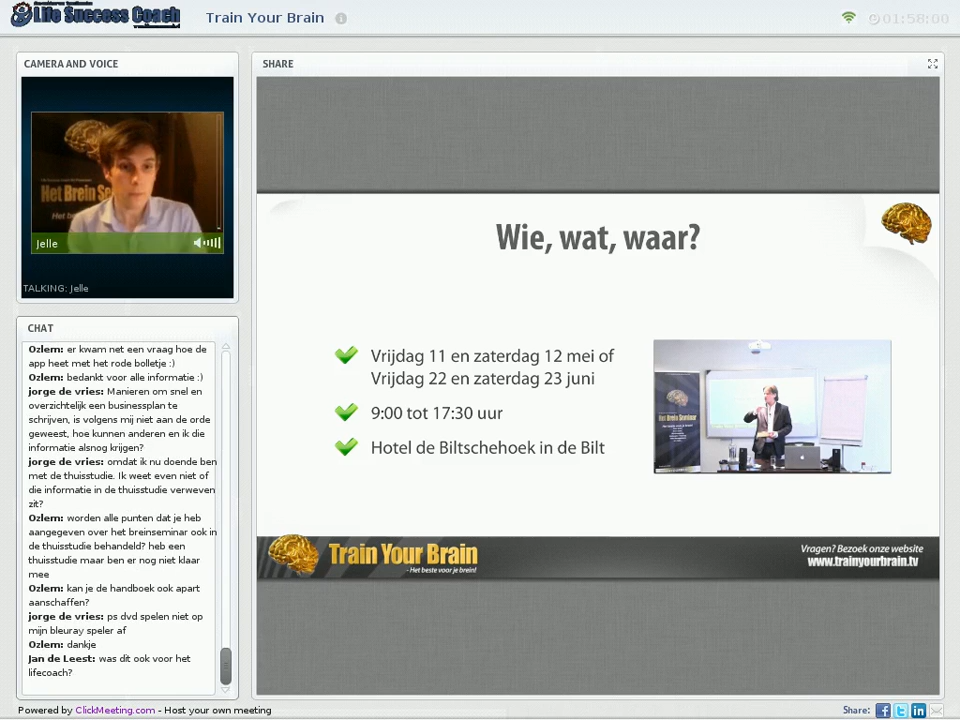 Life Success Coach
Train Your Brain
01:58:00
CAMERA AND VOICE
Het Brein Se
Het be
Jelle
TALKING: Jelle
CHAT
Ozlem: er kwam net een vraag hoe de
app heet met het rode bolletje :)
Ozlem: bedankt voor alle informatie :)
jorge de vries: Manieren om snel en
overzichtelijk een businessplan te
schrijven, is volgens mij niet aan de orde
geweest, hoe kunnen anderen en ik die
informatie alsnog krijgen?
jorge de vries: omdat ik nu doende ben
met de thuisstudie. Ik weet even niet of
die informatie in de thuisstudie verweven
zit?
Ozlem: worden alle punten dat je heb
aangegeven over het breinseminar ook in
de thuisstudie behandeld? heb een
thuisstudie maar ben er nog niet klaar
mee
Ozlem: kan je de handboek ook apart
aanschaffen?
jorge de vries: ps dvd spelen niet op
mijn bleuray speler af
Ozlem: dankje
Jan de Leest: was dit ook voor het
lifecoach?
SHARE
Wie, wat, waar?
Vrijdag 11 en zaterdag 12 mei of
Vrijdag 22 en zaterdag 23 juni
9:00 tot 17:30 uur
Hotel de Biltschehoek in de Bilt
Train Your Brain
- Het beste voor je brein!
Vragen? Bezoek onze website
www.trainyourbrain.tv
Powered by ClickMeeting.com - Host your own meeting
Share: